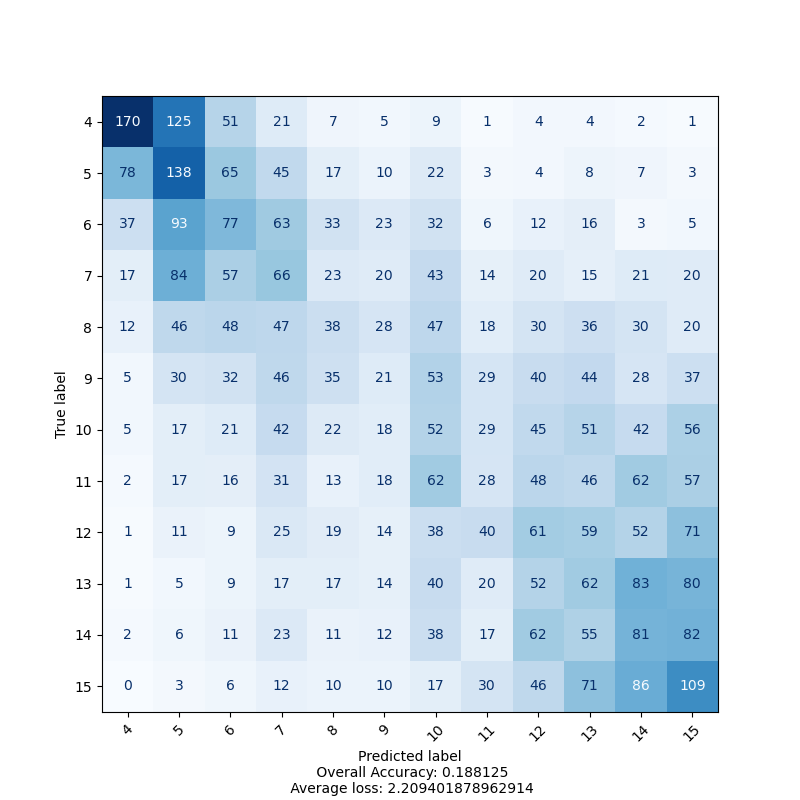 4 170 125 51 21 7 5 9 1 4 4 2 1
5 78 138 65 45 17 10 22 3 4 8 7 3
6 37 93 77 63 33 23 32 6 12 16 3 5
7 17 84 57 66 23 20 43 14 20 15 21 20
8 12 46 48 47 38 28 47 18 30 36 30 20
9 5 30 32 46 35 21 53 29 40 44 28 37
True label
10 5 17 21 42 22 18 52 29 45 51 42 56
11 2 17 16 31 13 18 62 28 48 46 62 57
12 1 11 9 25 19 14 38 40 61 59 52 71
13 1 5 9 17 17 14 40 20 52 62 83 80
14 2 6 11 23 11 12 38 17 62 55 81 82
15 0 3 6 12 10 10 17 30 46 71 86 109
4 5 6 7 8 9 10 11 12 13 14 15
Predicted label
Overall Accuracy: 0.188125
Average loss: 2.209401878962914